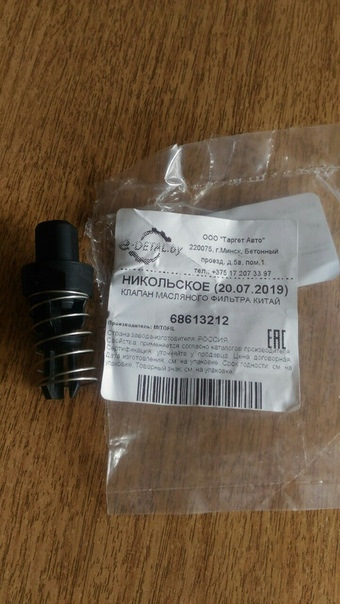 e-DETAL.by
ООО "Таргет Авто"
220075, г.Минск, Бетонный
проезд, д.5а, пом.1.
тел.: +375 17 207 33 97
НИКОЛЬСКОЕ (20.07.2019)
КЛАПАН МАСЛЯНОГО ФИЛЬТРА КИТАЙ
68613212
Производитель:
EAC
Страна завода-изготовителя: РОССИЯ
Свойства: применяется согласно каталогов производителя.
Сертификация: уточняйте у продавца. Цена: договорная.
Дата изготовления: см. на упаковке. Срок годности: см. на
упаковке. Товарный знак: см. на упаковке.